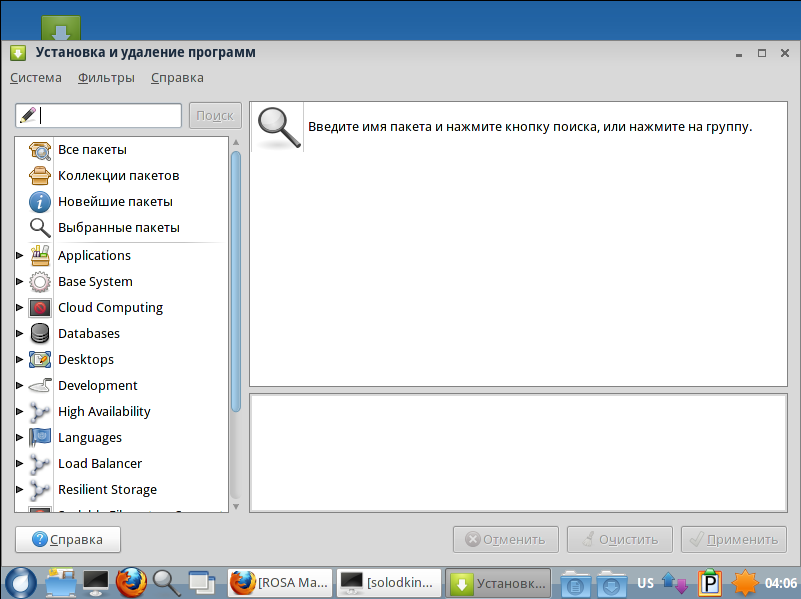 Установка и удаление программ
Система Фильтры Справка
Поиск
Введите имя пакета и нажмите кнопку поиска, или нажмите на группу.
Все пакеты
Коллекции пакетов
Новейшие пакеты
Выбранные пакеты
Applications
Base System
Cloud Computing
Databases
Desktops
Development
High Availability
Languages
Load Balancer
Resilient Storage
Справка
Отменить
Очистить
Применить
[ROSA Ma...
[solodkin...
Установк...
US
P
04:06